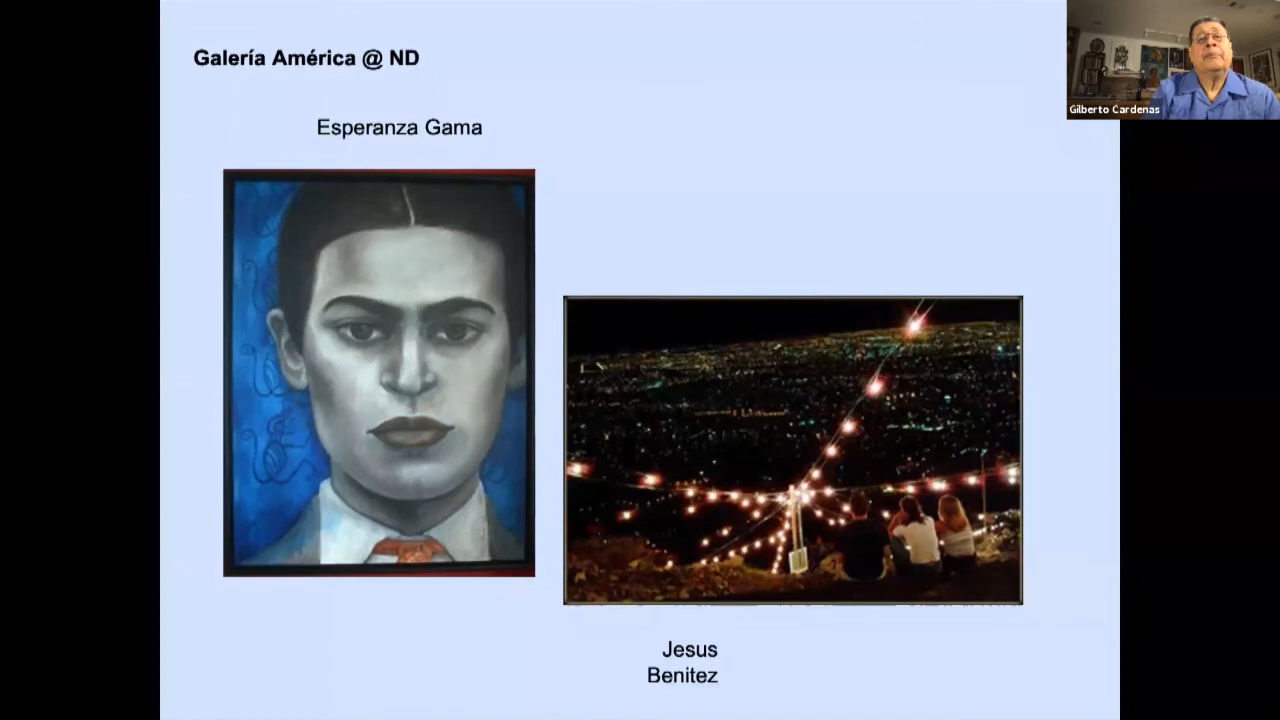 Galería América @ ND
Gilberto Cardenas
Esperanza Gama
Jesus
Benitez